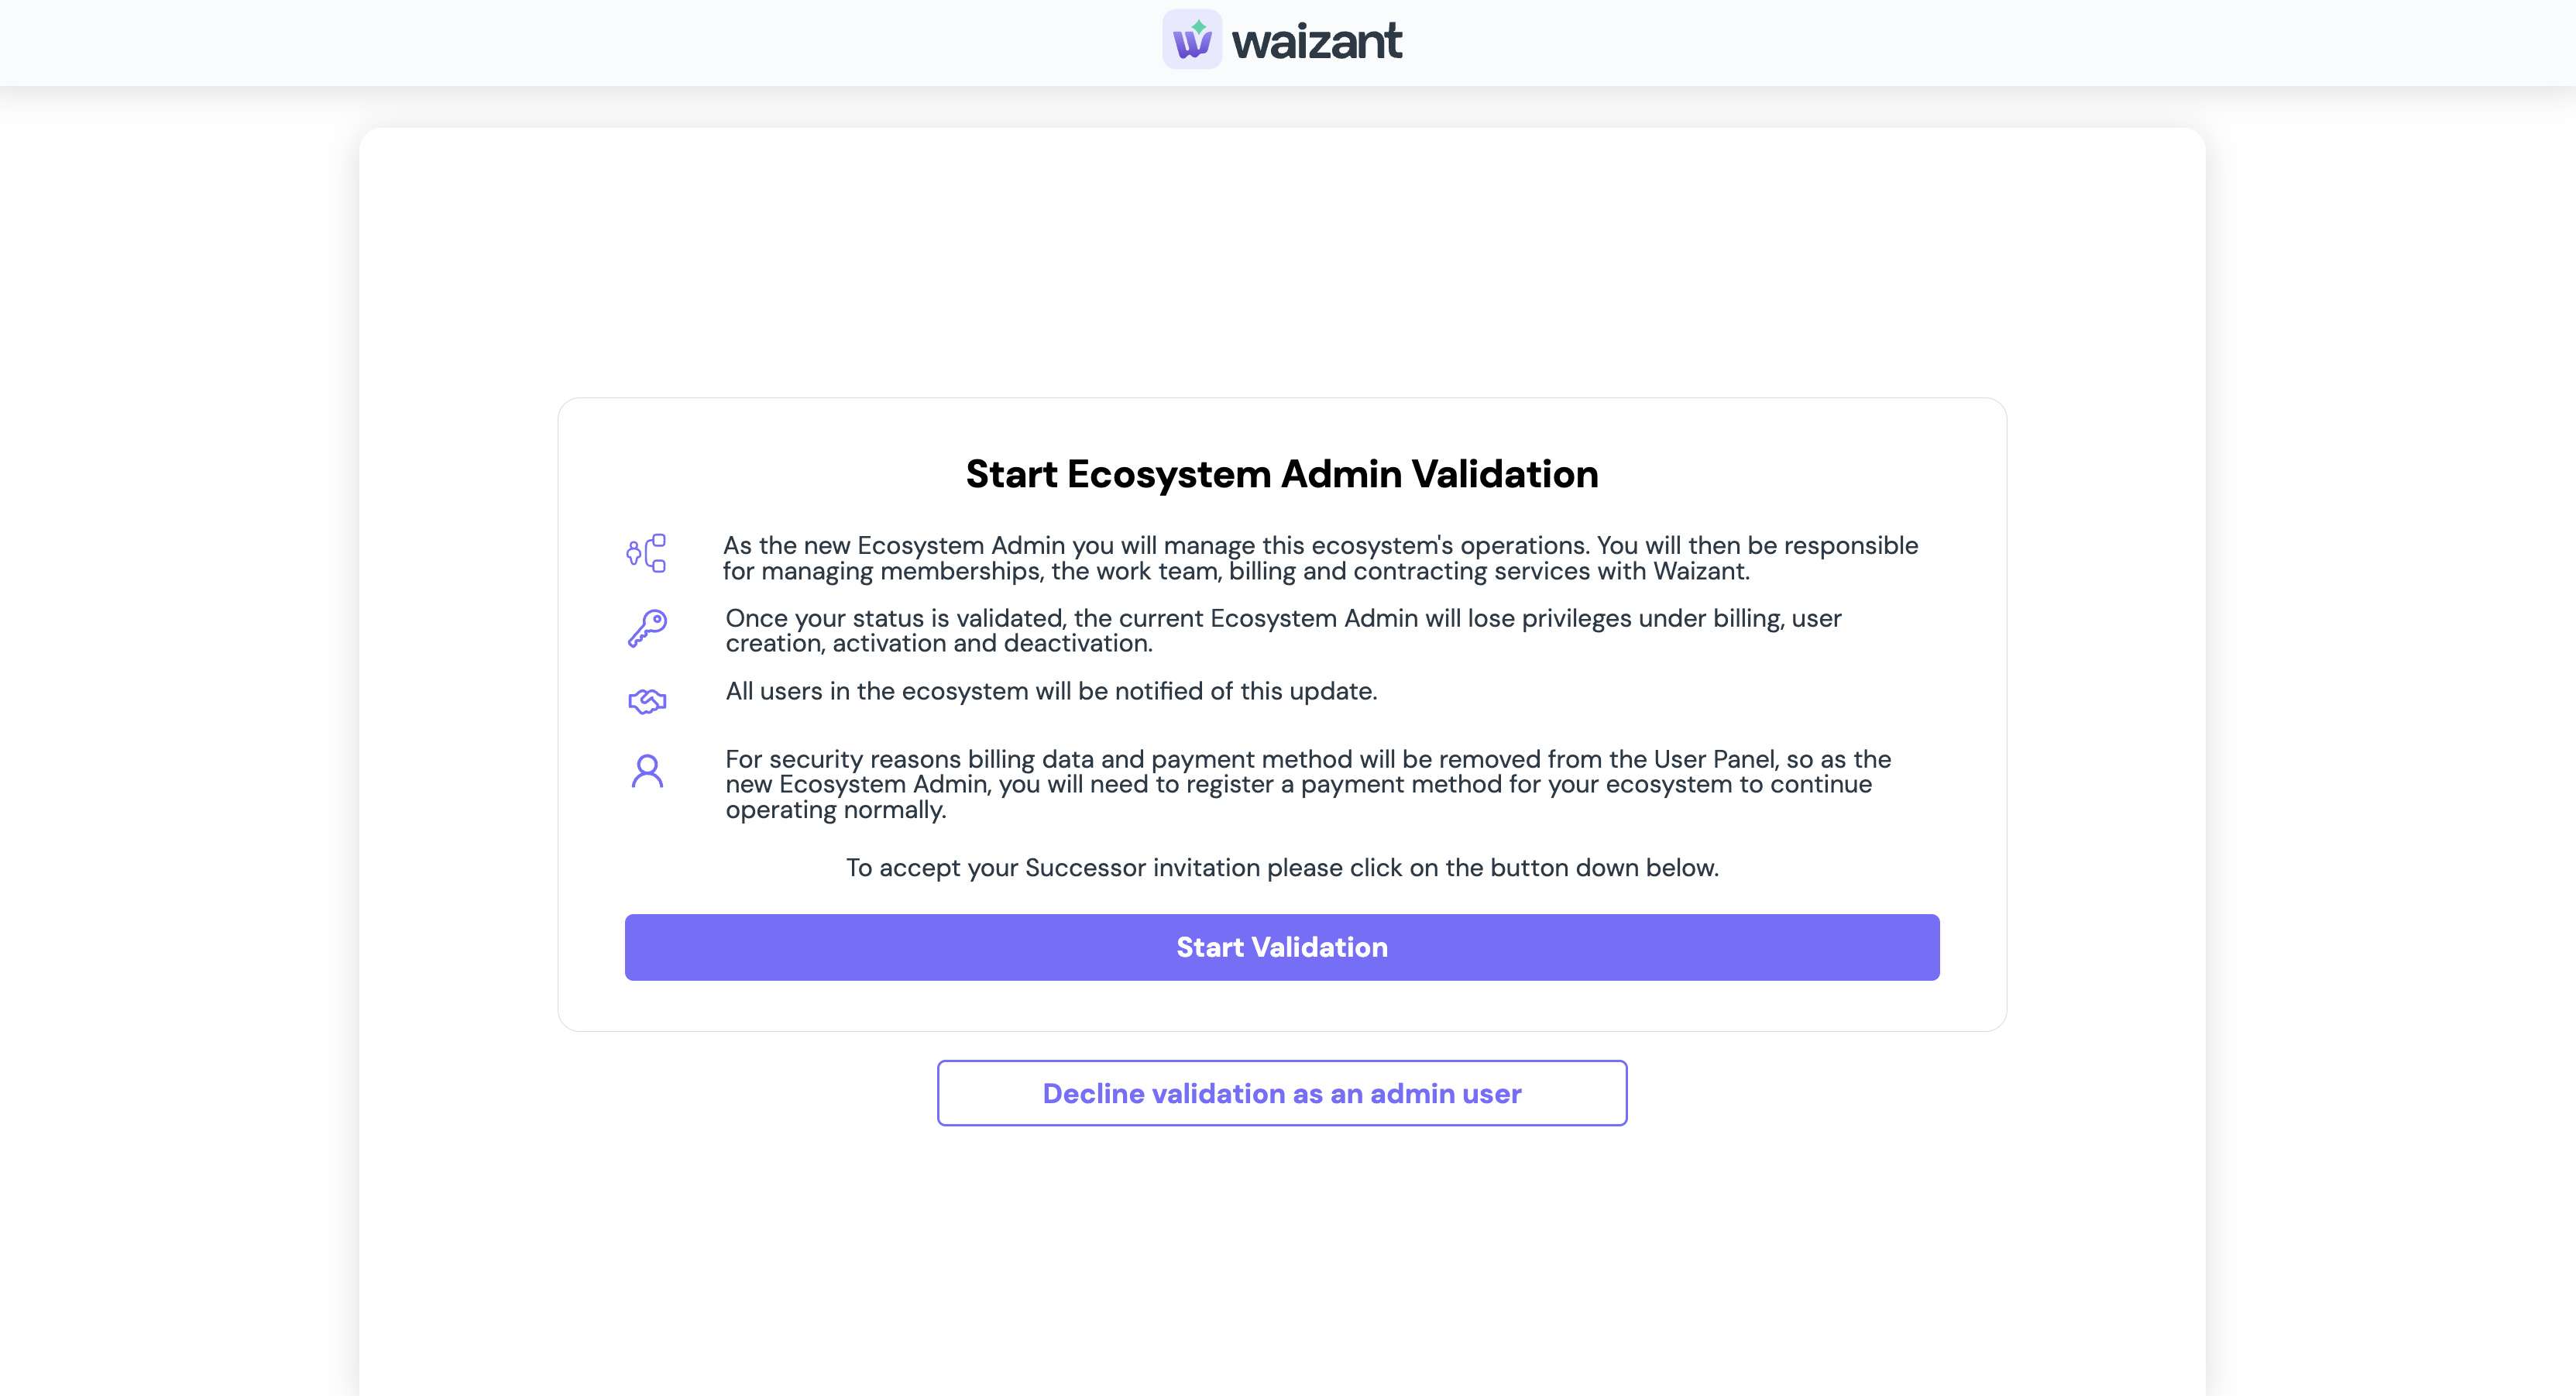 waizant
Start Ecosystem Admin Validation
As the new Ecosystem Admin you will manage this ecosystem's operations. You will then be responsible
for managing memberships, the work team, billing and contracting services with Waizant.
Once your status is validated, the current Ecosystem Admin will lose privileges under billing, user
creation, activation and deactivation.
All users in the ecosystem will be notified of this update.
For security reasons billing data and payment method will be removed from the User Panel, so as the
new Ecosystem Admin, you will need to register a payment method for your ecosystem to continue
operating normally.
To accept your Successor invitation please click on the button down below.
Start Validation
Decline validation as an admin user